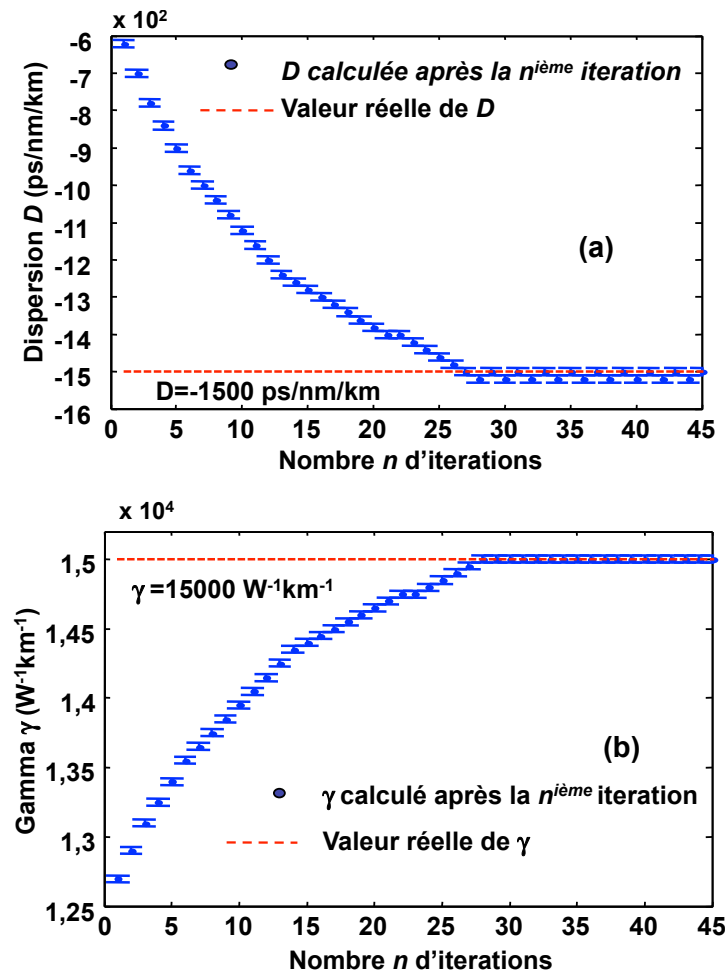 x 10²
-6
-7
-8
-9
-10
-11
-12
-13
-14
-15
-16
Dispersion D (ps/nm/km)
D calculée après la nⁱᵉᵐᵉ iteration
Valeur réelle de D
(a)
D=-1500 ps/nm/km
0 5 10 15 20 25 30 35 40 45
Nombre n d'iterations
x 10⁴
1,5
1,45
1,4
1,35
1,3
1,25
Gamma γ (W⁻¹km⁻¹)
γ =15000 W⁻¹km⁻¹
(b)
γ calculé après la nⁱᵉᵐᵉ iteration
Valeur réelle de γ
0 5 10 15 20 25 30 35 40 45
Nombre n d'iterations